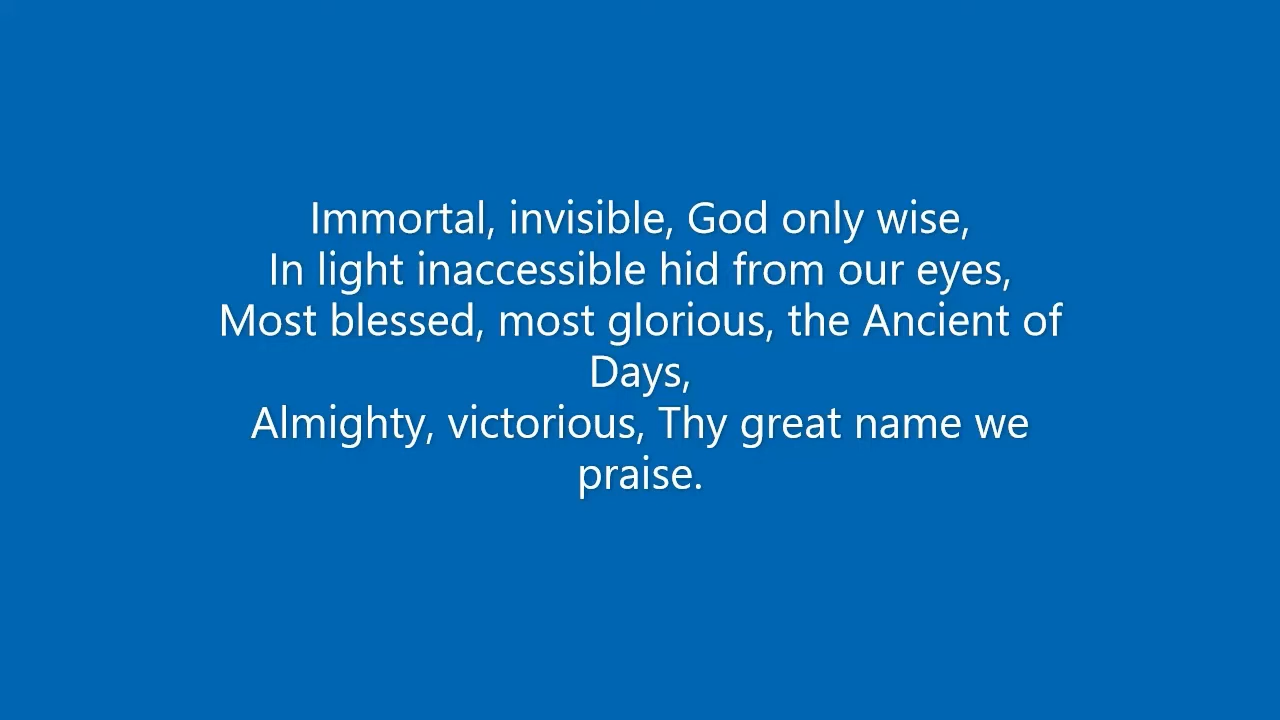 Immortal, invisible, God only wise,
In light inaccessible hid from our eyes,
Most blessed, most glorious, the Ancient of
Days,
Almighty, victorious, Thy great name we
praise.